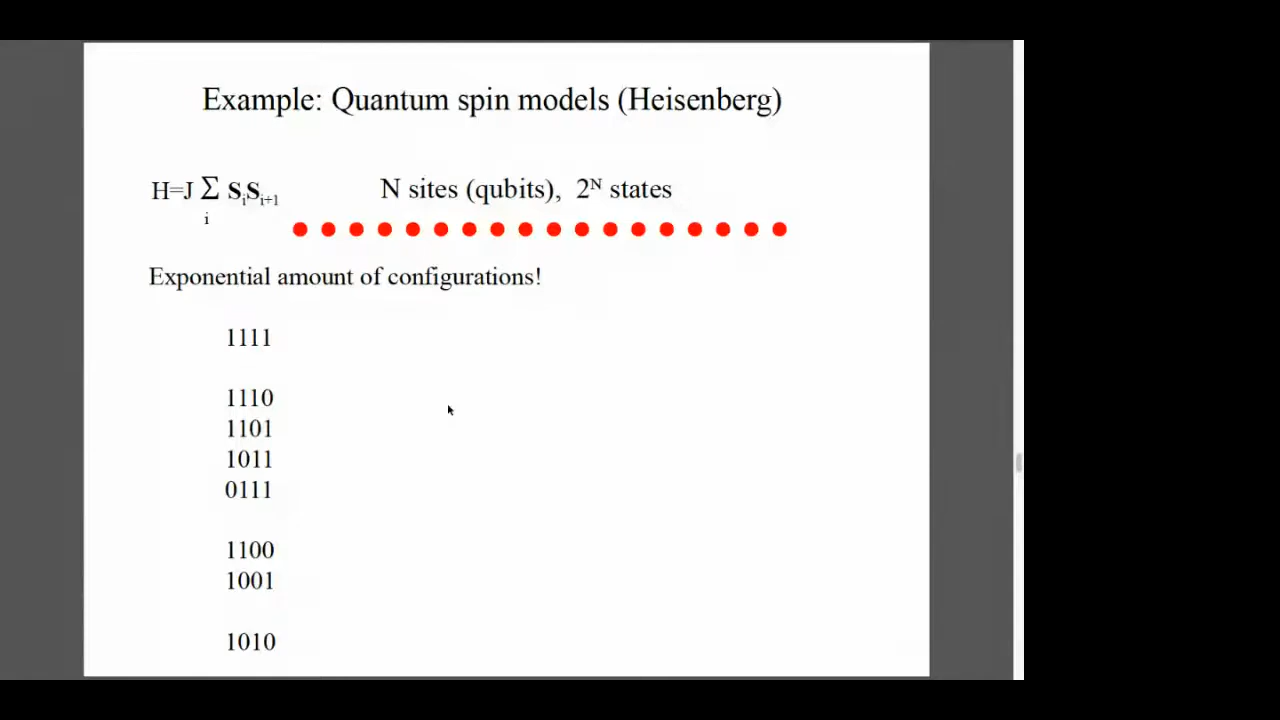 Example: Quantum spin models (Heisenberg)
H=J Σ SᵢSᵢ₊₁ N sites (qubits), 2ᴺ states
i
Exponential amount of configurations!
1111
1110
1101
1011
0111
1100
1001
1010